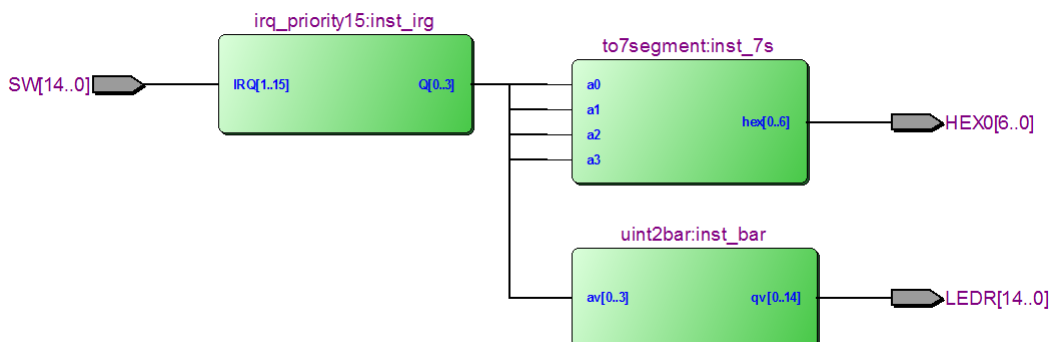 irq_priority15:inst_irg
SW[14..0]
IRQ[1..15]
Q[0..3]
to7segment:inst_7s
a0
a1
a2
a3
hex[0..6]
HEX0[6..0]
uint2bar:inst_bar
av[0..3]
qv[0..14]
LEDR[14..0]